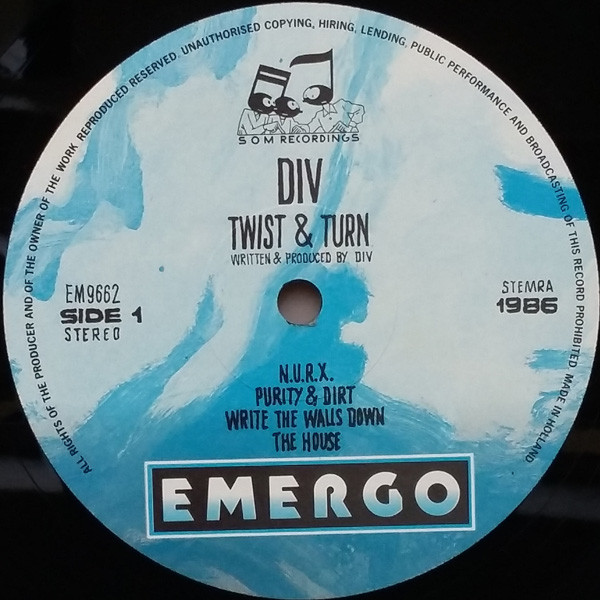 ALL RIGHTS OF THE PRODUCER AND OF THE OWNER OF THE WORK REPRODUCED RESERVED. UNAUTHORISED COPYING, HIRING, LENDING, PUBLIC PERFORMANCE AND BROADCASTING OF THIS RECORD PROHIBITED. MADE IN HOLLAND
SOM RECORDINGS
DIV
TWIST & TURN
WRITTEN & PRODUCED BY DIV
EM9662
SIDE 1
STEREO
STEMRA
1986
N.U.R.X.
PURITY & DIRT
WRITE THE WALLS DOWN
THE HOUSE
EMERGO